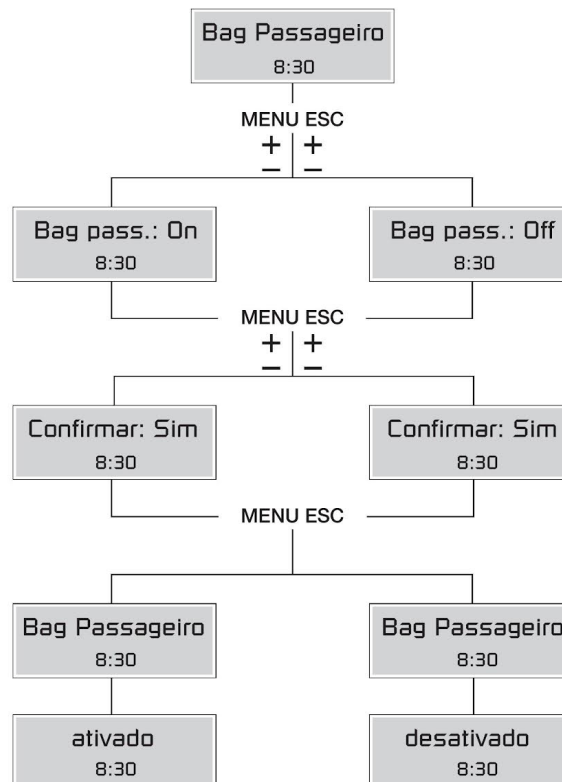 Bag Passageiro
8:30
MENU ESC
+ +
– –
Bag pass.: On
8:30
Bag pass.: Off
8:30
MENU ESC
+ +
– –
Confirmar: Sim
8:30
Confirmar: Sim
8:30
MENU ESC
Bag Passageiro
8:30
Bag Passageiro
8:30
ativado
8:30
desativado
8:30